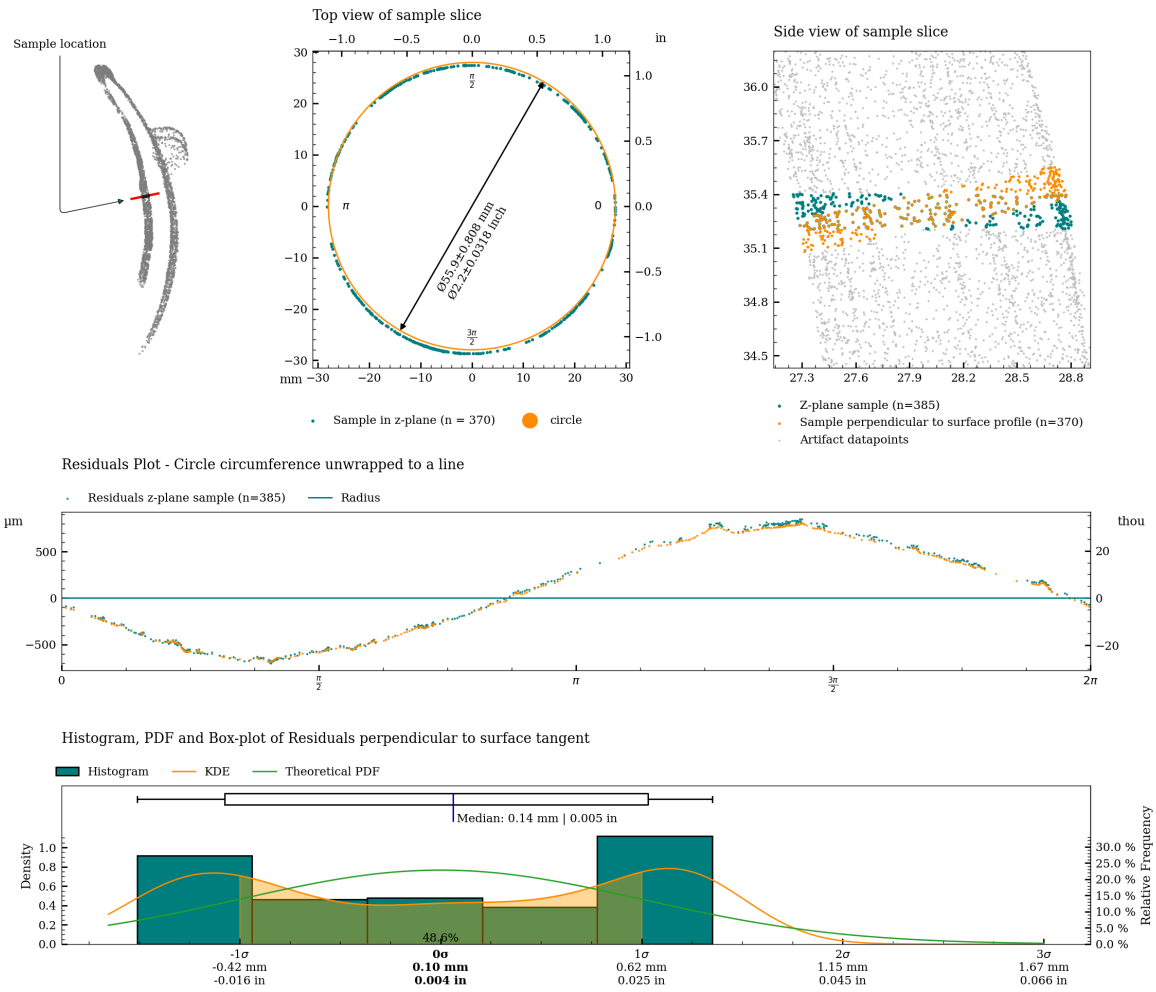 Top view of sample slice
Side view of sample slice
Sample location
−1.0 −0.5 0.0 0.5 1.0 in
30
20
10
0
−10
−20
−30
1.0
0.5
0.0
−0.5
−1.0
π/2
π
0
3π/2
Ø55.9±0.808 mm
Ø2.2±0.0318 inch
mm −30 −20 −10 0 10 20 30
Sample in z-plane (n = 370)
circle
36.0
35.7
35.4
35.1
34.8
34.5
27.3 27.6 27.9 28.2 28.5 28.8
Z-plane sample (n=385)
Sample perpendicular to surface profile (n=370)
Artifact datapoints
Residuals Plot - Circle circumference unwrapped to a line
Residuals z-plane sample (n=385)
Radius
µm
thou
500
0
−500
20
0
−20
0 π/2 π 3π/2 2π
Histogram, PDF and Box-plot of Residuals perpendicular to surface tangent
Histogram
KDE
Theoretical PDF
Median: 0.14 mm | 0.005 in
Density
1.0
0.8
0.6
0.4
0.2
0.0
Relative Frequency
30.0 %
25.0 %
20.0 %
15.0 %
10.0 %
5.0 %
0.0 %
48.6%
-1σ 0σ 1σ 2σ 3σ
-0.42 mm 0.10 mm 0.62 mm 1.15 mm 1.67 mm
-0.016 in 0.004 in 0.025 in 0.045 in 0.066 in